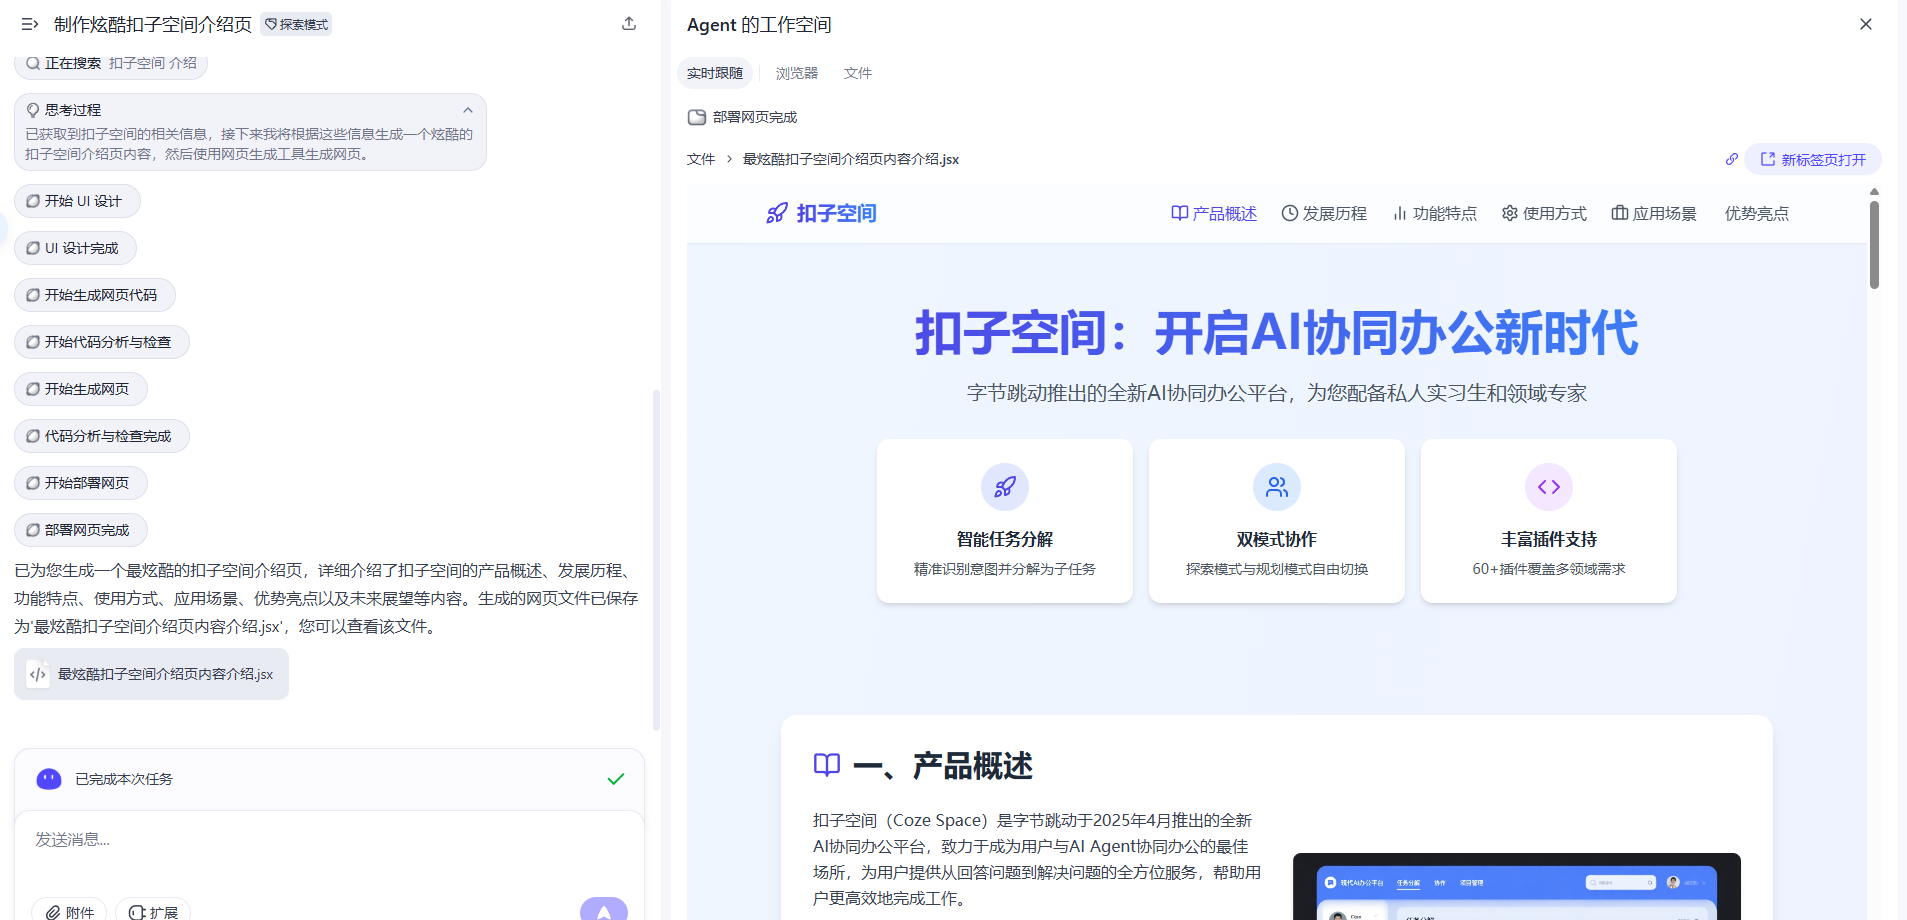 制作炫酷扣子空间介绍页
探索模式
正在搜索 扣子空间 介绍
思考过程
已获取到扣子空间的相关信息，接下来我将根据这些信息生成一个炫酷的
扣子空间介绍页内容，然后使用网页生成工具生成网页。
开始 UI 设计
UI 设计完成
开始生成网页代码
开始代码分析与检查
开始生成网页
代码分析与检查完成
开始部署网页
部署网页完成
已为您生成一个最炫酷的扣子空间介绍页，详细介绍了扣子空间的产品概述、发展历程、
功能特点、使用方式、应用场景、优势亮点以及未来展望等内容。生成的网页文件已保存
为'最炫酷扣子空间介绍页内容介绍.jsx'，您可以查看该文件。
最炫酷扣子空间介绍页内容介绍.jsx
已完成本次任务
发送消息...
附件
扩展
Agent 的工作空间
实时跟随
浏览器
文件
部署网页完成
文件 > 最炫酷扣子空间介绍页内容介绍.jsx
新标签页打开
扣子空间
产品概述
发展历程
功能特点
使用方式
应用场景
优势亮点
扣子空间：开启AI协同办公新时代
字节跳动推出的全新AI协同办公平台，为您配备私人实习生和领域专家
智能任务分解
精准识别意图并分解为子任务
双模式协作
探索模式与规划模式自由切换
丰富插件支持
60+插件覆盖多领域需求
一、产品概述
扣子空间（Coze Space）是字节跳动于2025年4月推出的全新
AI协同办公平台，致力于成为用户与AI Agent协同办公的最佳
场所，为用户提供从回答问题到解决问题的全方位服务，帮助用
户更高效地完成工作。
现代AI办公平台
任务分解
协作
项目管理
Coze